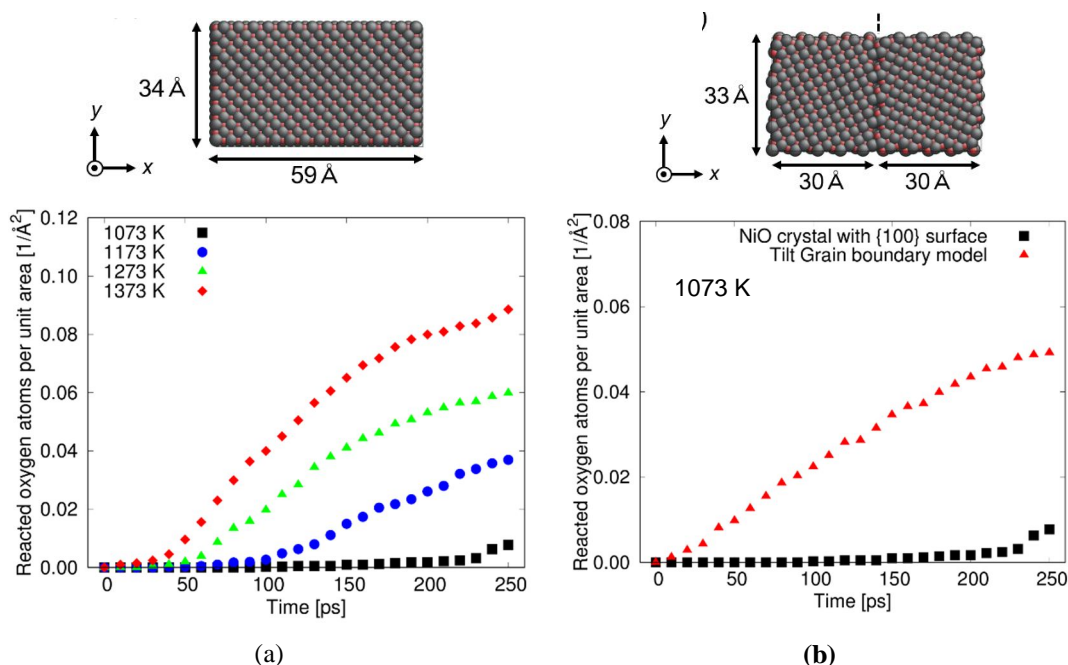 34 Å
y
x
59 Å
)
33 Å
y
x
30 Å
30 Å
Reacted oxygen atoms per unit area [1/Å²]
0.12
0.10
0.08
0.06
0.04
0.02
0.00
1073 K
1173 K
1273 K
1373 K
0
50
100
150
200
250
Time [ps]
(a)
Reacted oxygen atoms per unit area [1/Å²]
0.08
0.06
0.04
0.02
0.00
NiO crystal with {100} surface
Tilt Grain boundary model
1073 K
0
50
100
150
200
250
Time [ps]
(b)